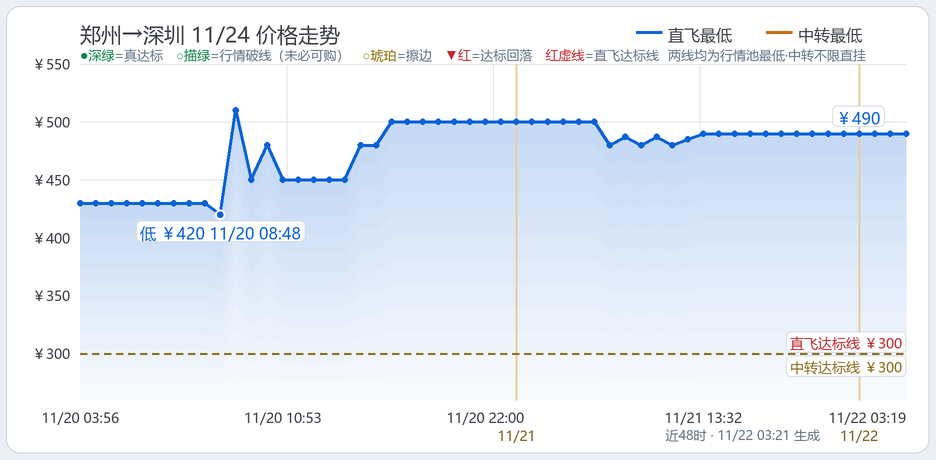 郑州→深圳 11/24 价格走势
直飞最低 中转最低
●深绿=真达标 ○描绿=行情破线（未必可购） ○琥珀=擦边 ▼红=达标回落 红虚线=直飞达标线 两线均为行情池最低·中转不限直挂
¥550
¥500
¥490
¥450
低 ¥420 11/20 08:48
¥400
¥350
直飞达标线 ¥300
¥300
中转达标线 ¥300
11/20 03:56 11/20 10:53 11/20 22:00 11/21 13:32 11/22 03:19
11/21 近48时 · 11/22 03:21 生成 11/22